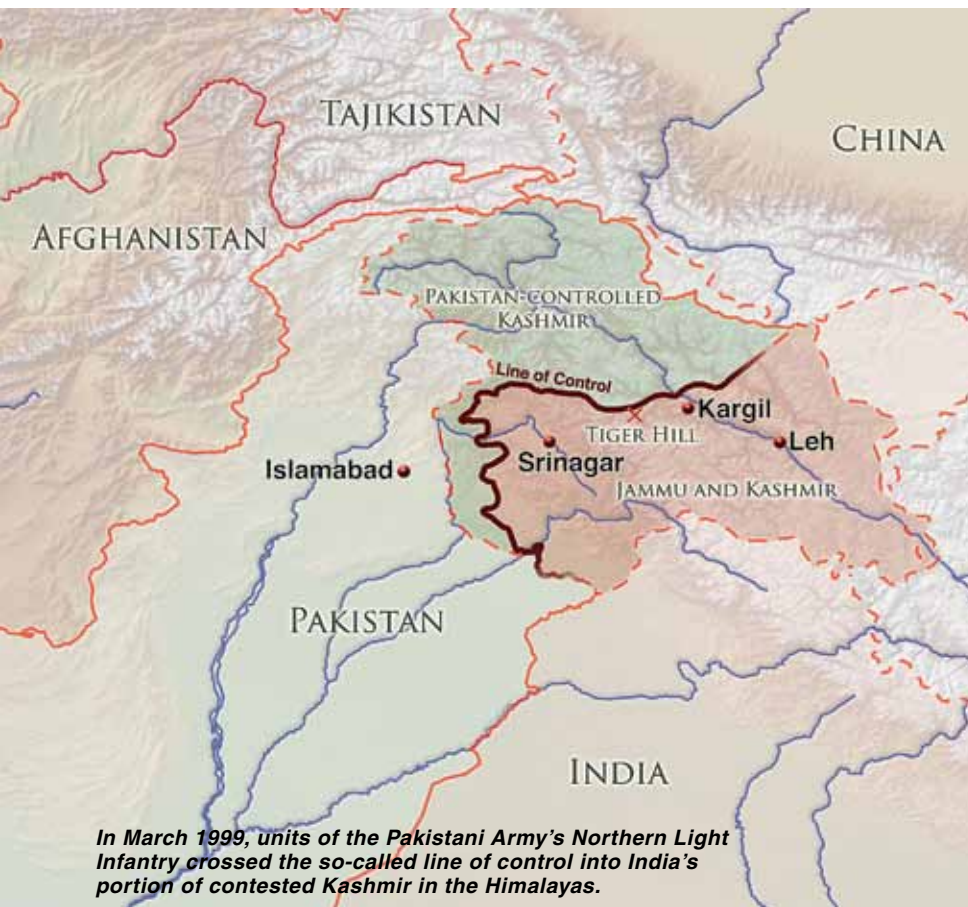 TAJIKISTAN
CHINA
AFGHANISTAN
PAKISTAN-CONTROLLED
KASHMIR
Line of Control
Kargil
TIGER HILL
Leh
Srinagar
Islamabad
JAMMU AND KASHMIR
PAKISTAN
INDIA
In March 1999, units of the Pakistani Army's Northern Light
Infantry crossed the so-called line of control into India's
portion of contested Kashmir in the Himalayas.